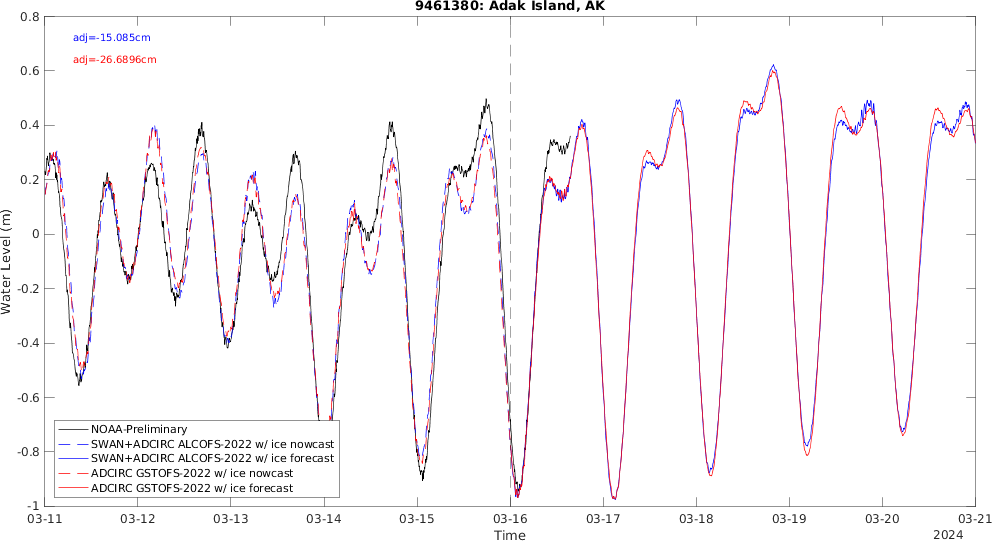 9461380: Adak Island, AK
adj=-15.085cm
adj=-26.6896cm
Water Level (m)
0.8
0.6
0.4
0.2
0
-0.2
-0.4
-0.6
-0.8
-1
NOAA-Preliminary
SWAN+ADCIRC ALCOFS-2022 w/ ice nowcast
SWAN+ADCIRC ALCOFS-2022 w/ ice forecast
ADCIRC GSTOFS-2022 w/ ice nowcast
ADCIRC GSTOFS-2022 w/ ice forecast
03-11 03-12 03-13 03-14 03-15 03-16 03-17 03-18 03-19 03-20 03-21
Time
2024